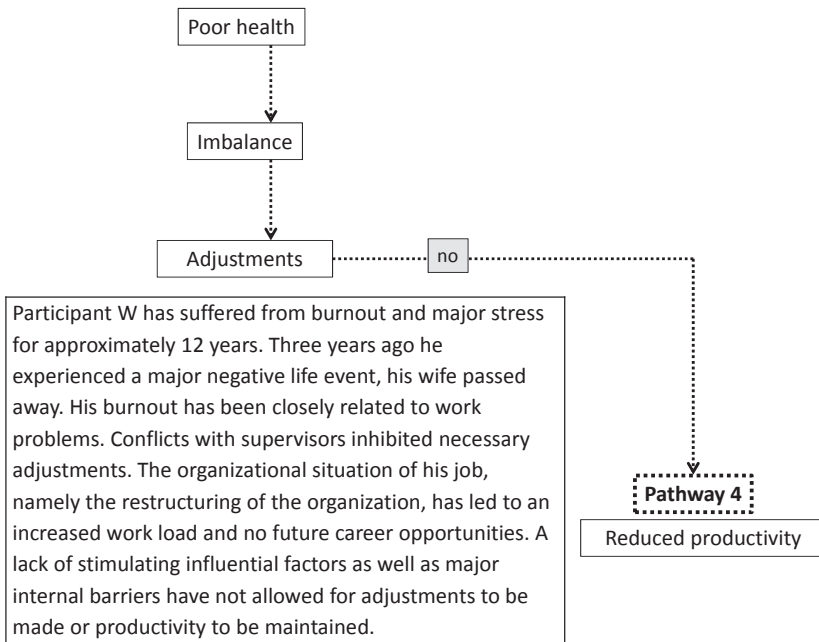 Poor health
Imbalance
Adjustments
no
Participant W has suffered from burnout and major stress
for approximately 12 years. Three years ago he
experienced a major negative life event, his wife passed
away. His burnout has been closely related to work
problems. Conflicts with supervisors inhibited necessary
adjustments. The organizational situation of his job,
namely the restructuring of the organization, has led to an
increased work load and no future career opportunities. A
lack of stimulating influential factors as well as major
internal barriers have not allowed for adjustments to be
made or productivity to be maintained.
Pathway 4
Reduced productivity